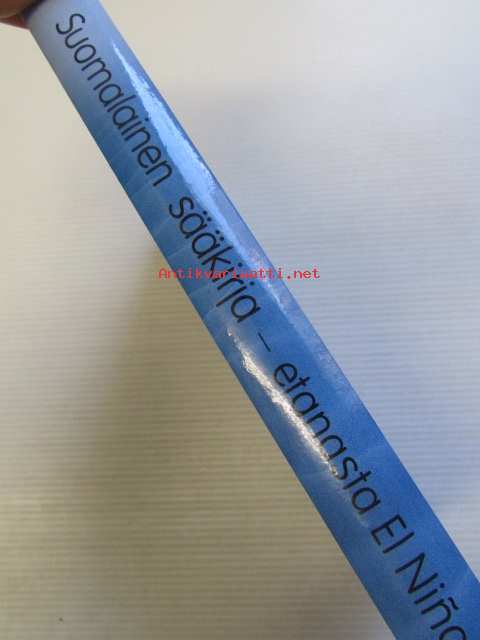 Suomalainen sääkirja – etanasta El Niño
Antikvariaatti.net